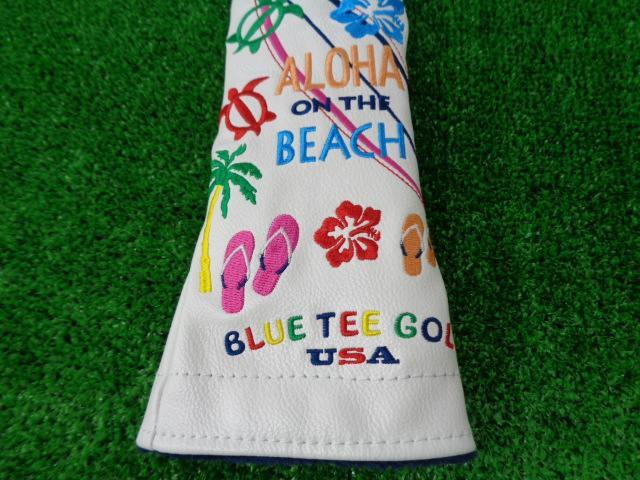 ALOHA
ON THE
BEACH
BLUE TEE GOL
USA